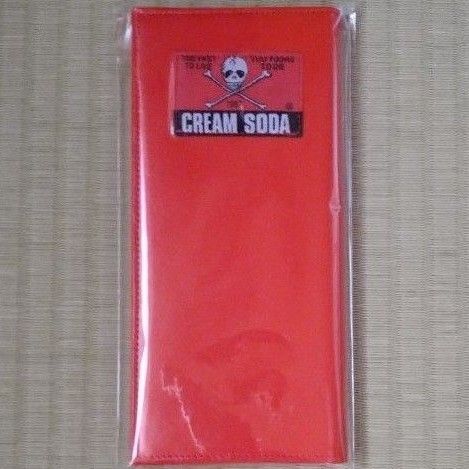 TOO FAST TOO YOUNG
TO LIVE TO DIE
CREAM SODA
®